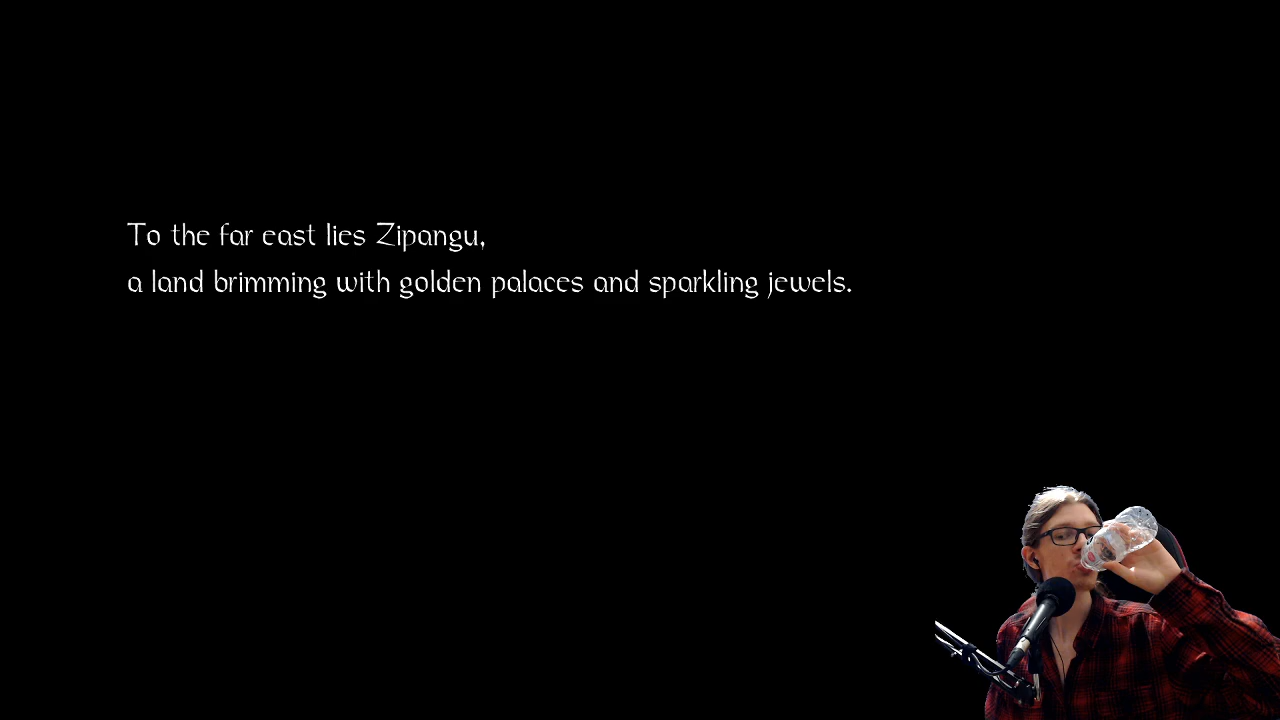 To the far east lies Zipangu,
a land brimming with golden palaces and sparkling jewels.